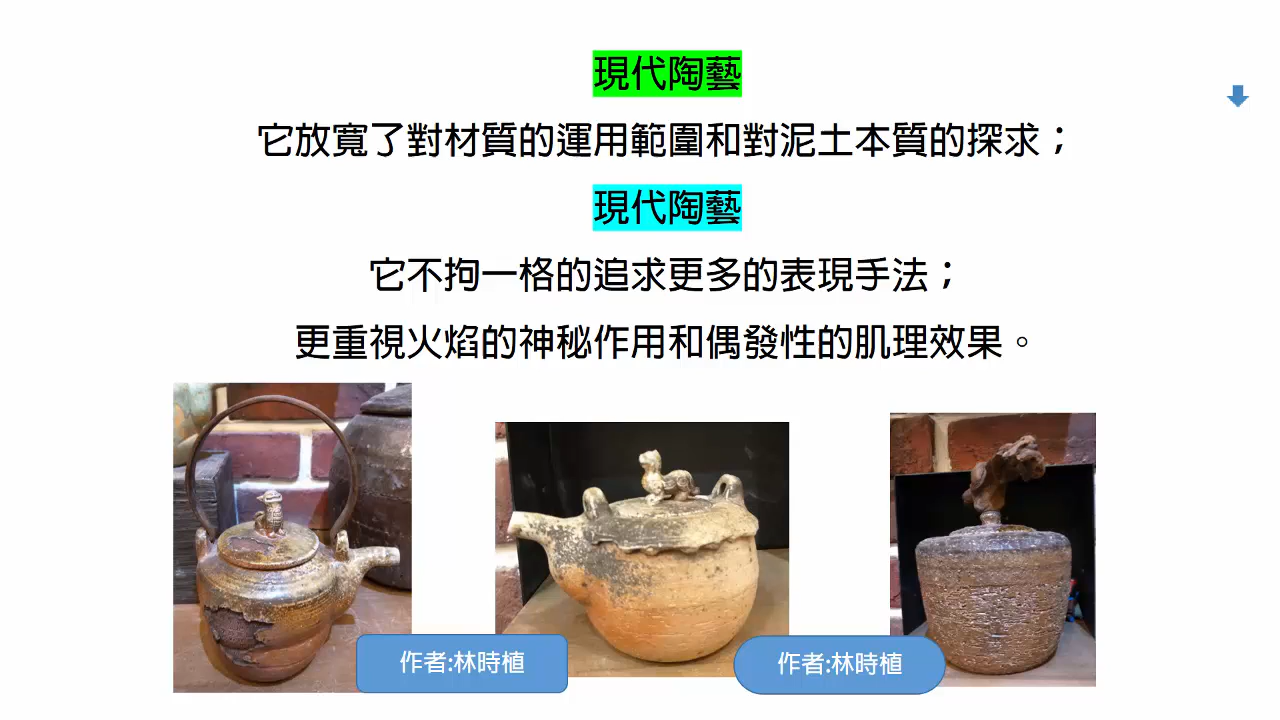 現代陶藝
它放寬了對材質的運用範圍和對泥土本質的探求；
現代陶藝
它不拘一格的追求更多的表現手法；
更重視火焰的神秘作用和偶發性的肌理效果。
作者:林時植
作者:林時植